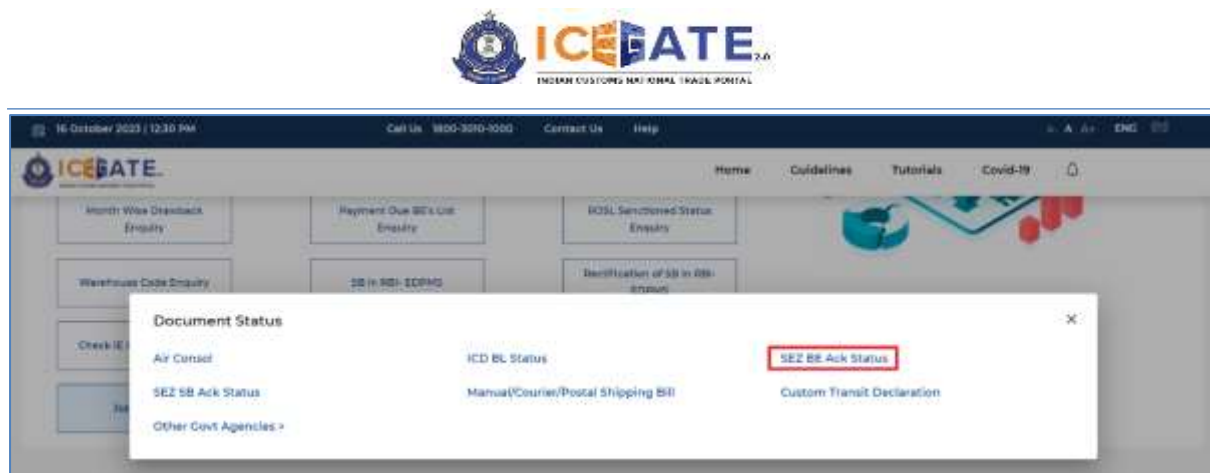 ICEGATE 2.0
INDIAN CUSTOMS NATIONAL TRADE PORTAL
16 October 2023 | 12:30 PM Call Us 1800-3010-1000 Contact Us Help A A+ ENG
ICEGATE Home Guidelines Tutorials Covid-19
Month Wise Drawback Enquiry
Payment Due BE's List Enquiry
ROSL Sanctioned Status Enquiry
Warehouse Code Enquiry
SB in RBI- EDPMS
Rectification of SB in RBI- EDPMS
Check IE
Document Status
Air Consol ICD BL Status SEZ BE Ack Status
SEZ SB Ack Status Manual/Courier/Postal Shipping Bill Custom Transit Declaration
Other Govt Agencies >